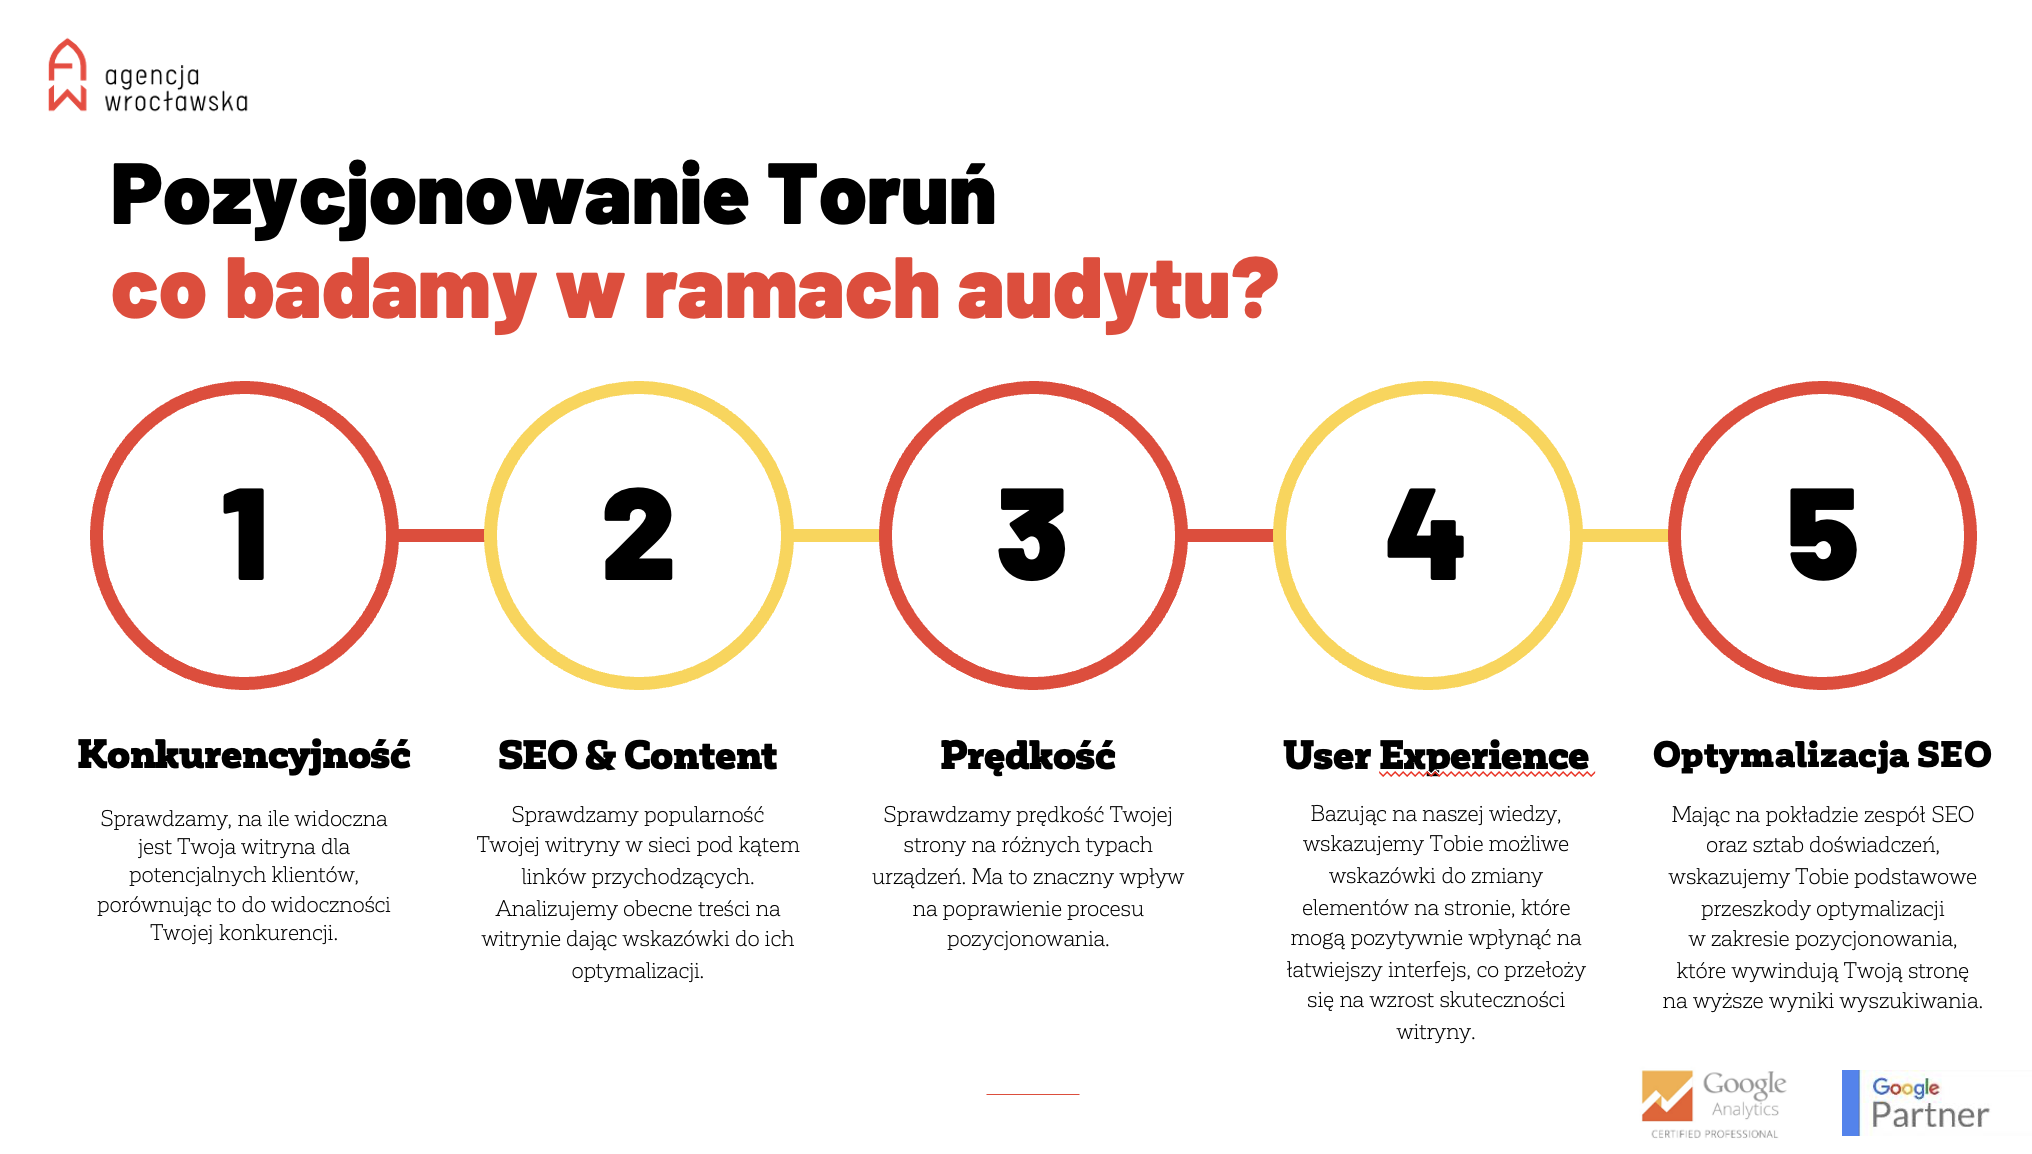 agencja
wrocławska
Pozycjonowanie Toruń
co badamy w ramach audytu?
1
2
3
4
5
Konkurencyjność
Sprawdzamy, na ile widoczna
jest Twoja witryna dla
potencjalnych klientów,
porównując to do widoczności
Twojej konkurencji.
SEO & Content
Sprawdzamy popularność
Twojej witryny w sieci pod kątem
linków przychodzących.
Analizujemy obecne treści na
witrynie dając wskazówki do ich
optymalizacji.
Prędkość
Sprawdzamy prędkość Twojej
strony na różnych typach
urządzeń. Ma to znaczny wpływ
na poprawienie procesu
pozycjonowania.
User Experience
Bazując na naszej wiedzy,
wskazujemy Tobie możliwe
wskazówki do zmiany
elementów na stronie, które
mogą pozytywnie wpłynąć na
łatwiejszy interfejs, co przełoży
się na wzrost skuteczności
witryny.
Optymalizacja SEO
Mając na pokładzie zespół SEO
oraz sztab doświadczeń,
wskazujemy Tobie podstawowe
przeszkody optymalizacji
w zakresie pozycjonowania,
które wywindują Twoją stronę
na wyższe wyniki wyszukiwania.
Google
Analytics
CERTIFIED PROFESSIONAL
Google
Partner